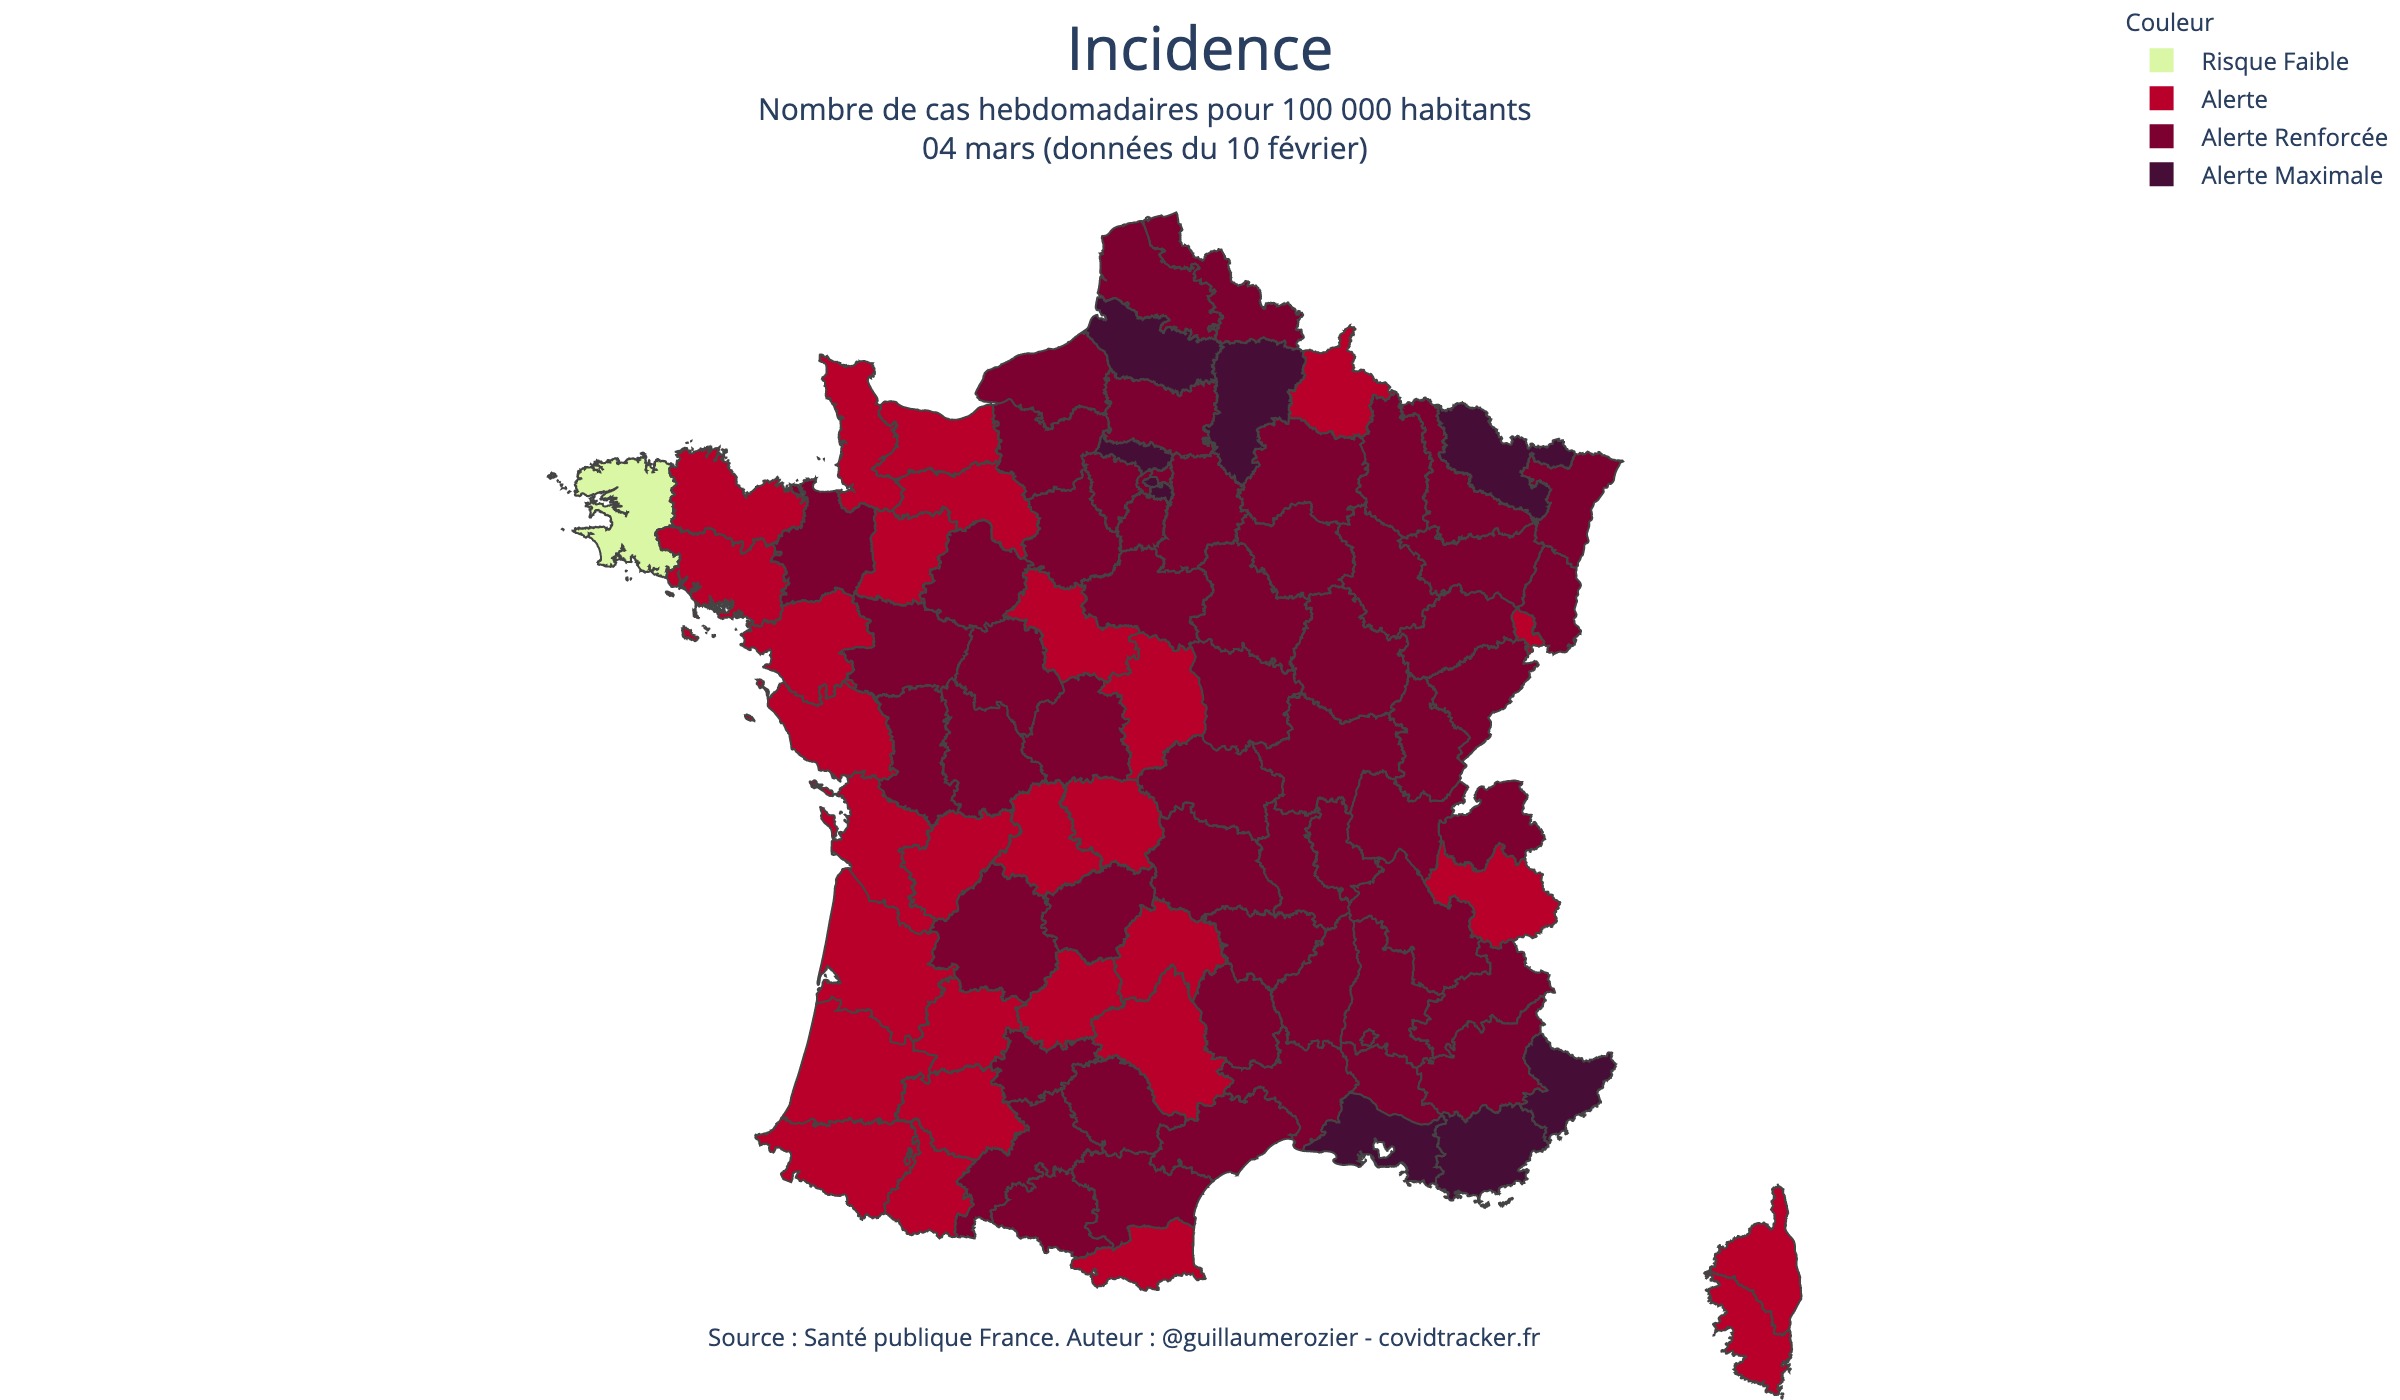 Incidence
Nombre de cas hebdomadaires pour 100 000 habitants
04 mars (données du 10 février)
Couleur
Risque Faible
Alerte
Alerte Renforcée
Alerte Maximale
Source : Santé publique France. Auteur : @guillaumerozier - covidtracker.fr